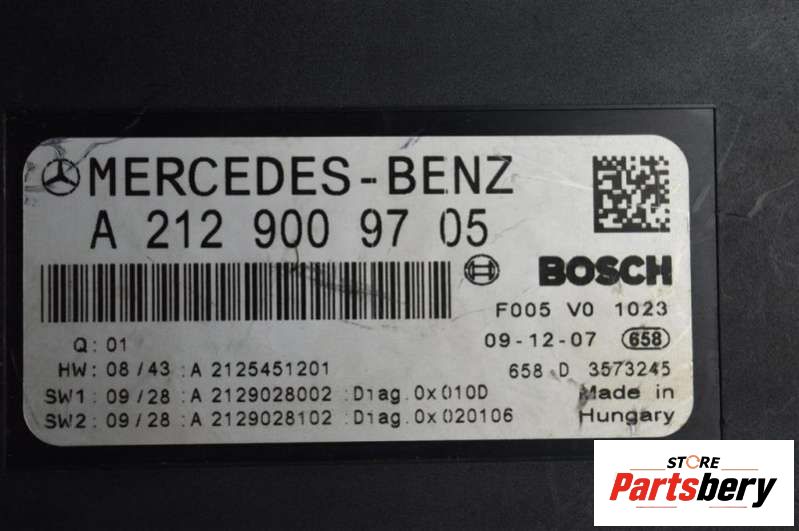 MERCEDES-BENZ
A 212 900 97 05
BOSCH
F005 V0 1023
Q: 01
09-12-07 658
HW: 08/43 :A 2125451201
658 D 3573245
SW1: 09/28 :A 2129028002 :Diag.0x010D
Made in
SW2: 09/28 :A 2129028102 :Diag.0x020106
Hungary
STORE
Partsbery